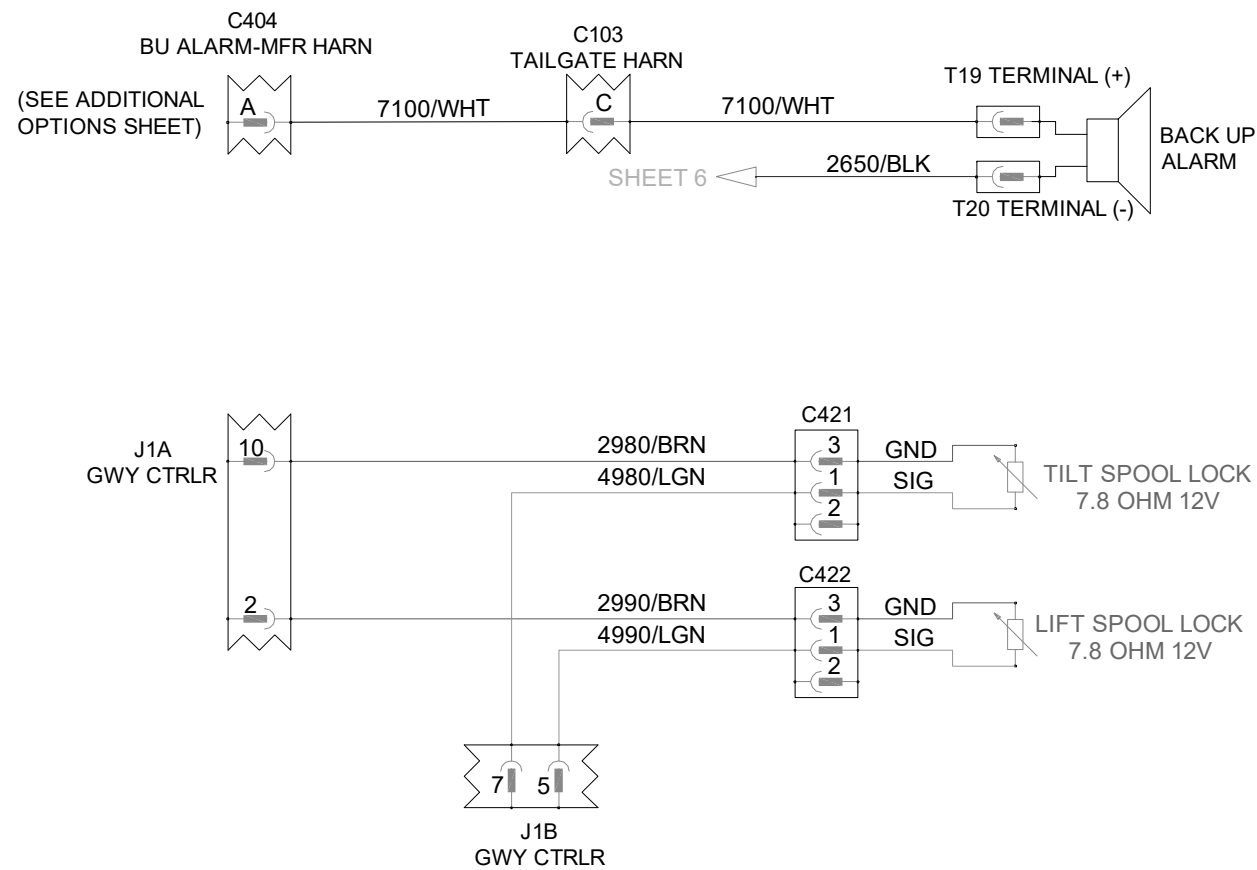 C404
BU ALARM-MFR HARN
C103
TAILGATE HARN
T19 TERMINAL (+)
(SEE ADDITIONAL
OPTIONS SHEET)
A
7100/WHT
C
7100/WHT
BACK UP
ALARM
SHEET 6
2650/BLK
T20 TERMINAL (-)
C421
J1A
GWY CTRLR
10
2980/BRN
3
GND
4980/LGN
1
SIG
2
TILT SPOOL LOCK
7.8 OHM 12V
C422
2
2990/BRN
3
GND
4990/LGN
1
SIG
2
LIFT SPOOL LOCK
7.8 OHM 12V
7
5
J1B
GWY CTRLR